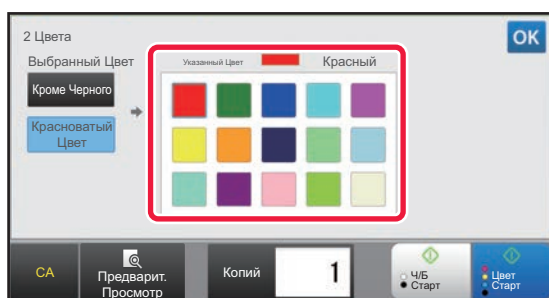 2 Цвета
OK
Выбранный Цвет
Указанный Цвет Красный
Кроме Черного
Красноватый
Цвет
CA
Предварит.
Просмотр
Копий
1
Ч/Б
Старт
Цвет
Старт